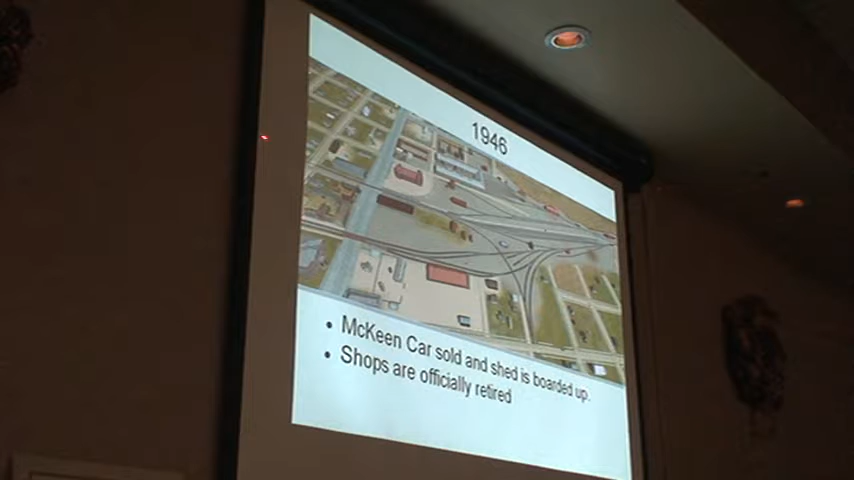 1946
• McKeen Car sold and shed is boarded up.
• Shops are officially retired